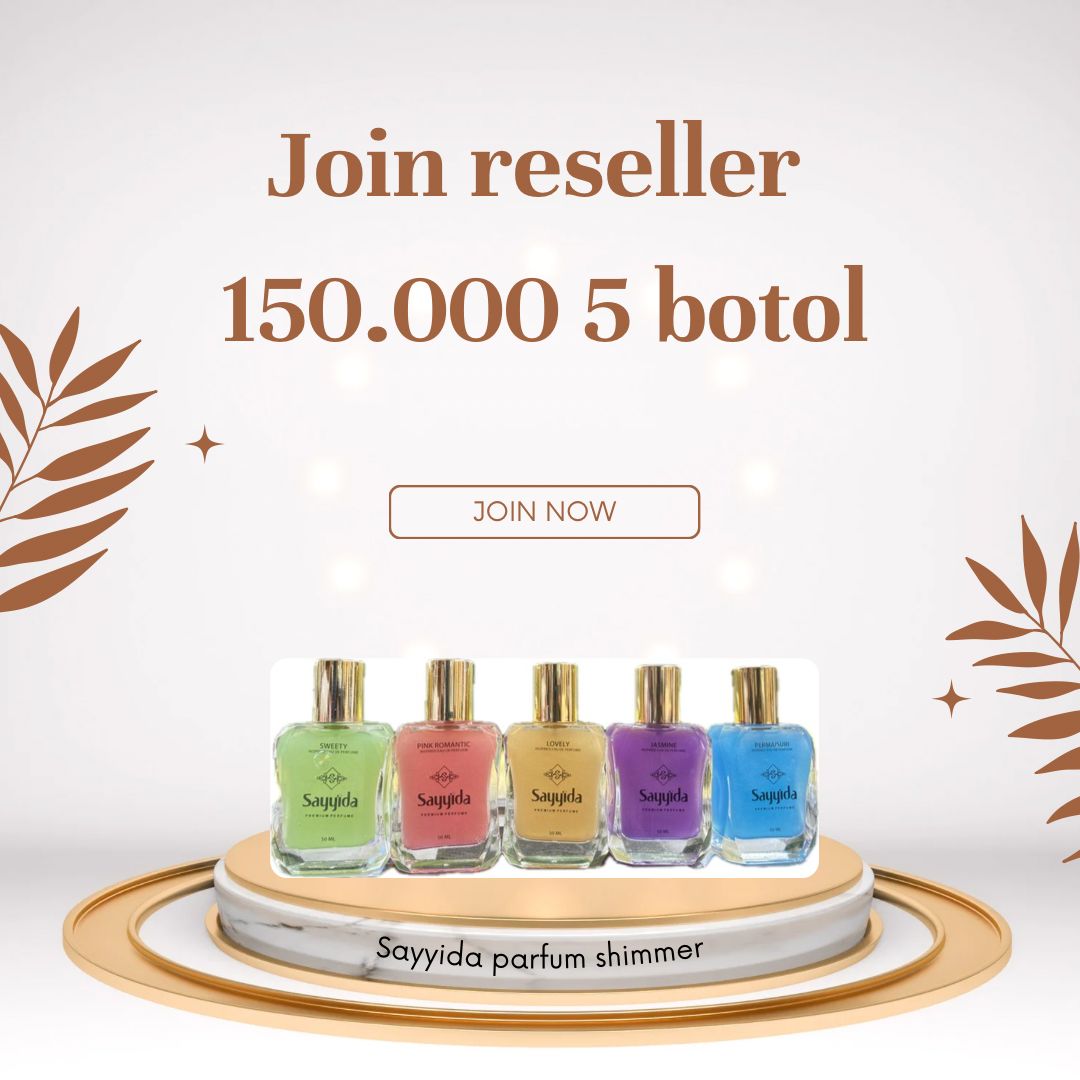 Join reseller
150.000 5 botol
JOIN NOW
SWEETY
Sayyida
PREMIUM PERFUME
50 ML
PINK ROMANTIC
Sayyida
PREMIUM PERFUME
50 ML
LOVELY
Sayyida
PREMIUM PERFUME
50 ML
JASMINE
Sayyida
PREMIUM PERFUME
50 ML
Sayyida
PREMIUM PERFUME
50 ML
Sayyida parfum shimmer